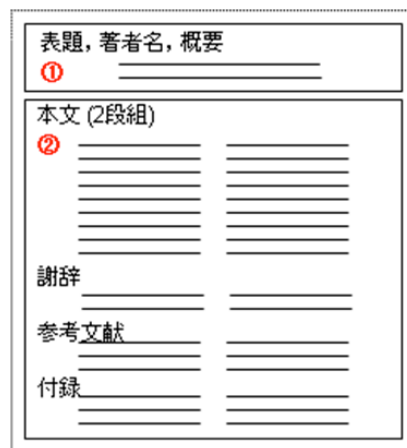 表題, 著者名, 概要
①
本文 (2段組)
②
謝辞
参考文献
付録